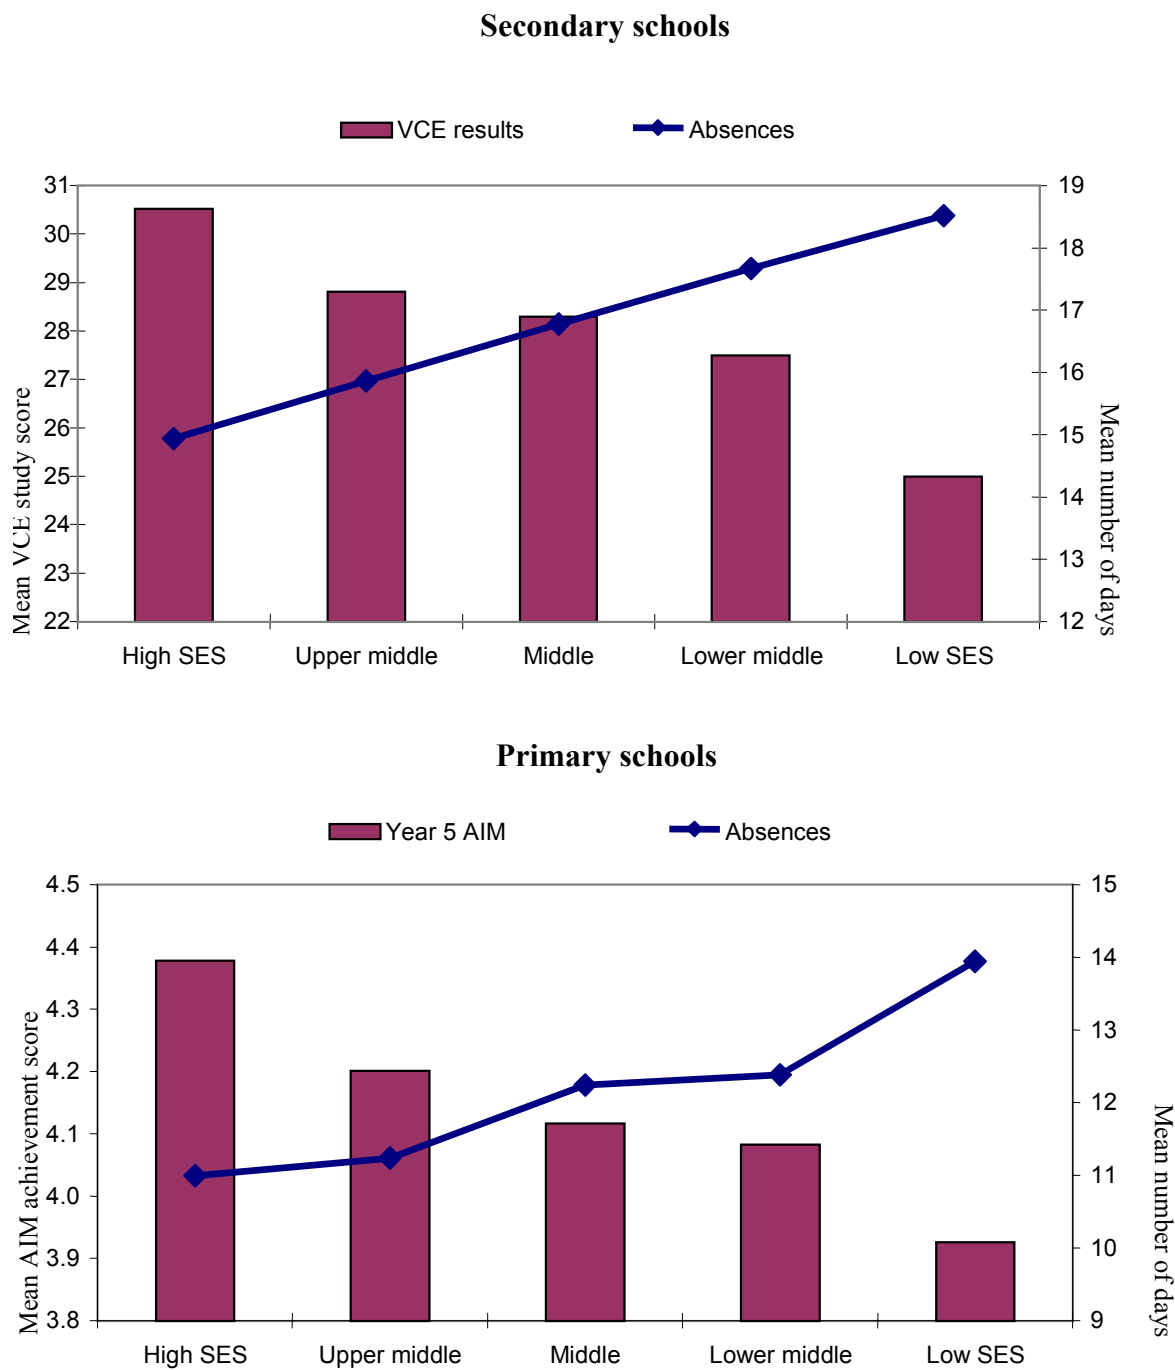 Secondary schools
VCE results
Absences
31
30
29
28
27
26
25
24
23
22
Mean VCE study score
19
18
17
16
15
14
13
12
Mean number of days
High SES
Upper middle
Middle
Lower middle
Low SES
Primary schools
Year 5 AIM
Absences
4.5
4.4
4.3
4.2
4.1
4.0
3.9
3.8
Mean AIM achievement score
15
14
13
12
11
10
9
Mean number of days
High SES
Upper middle
Middle
Lower middle
Low SES